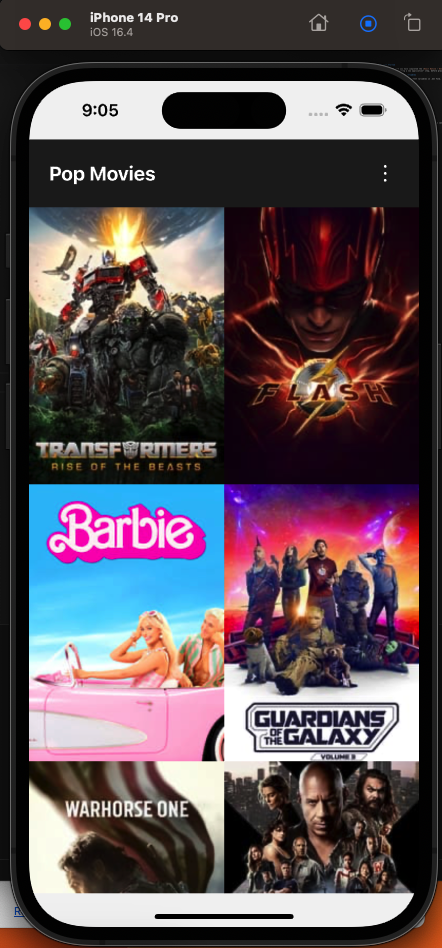 iPhone 14 Pro
iOS 16.4
9:05
Pop Movies
TRANSFORMERS
RISE OF THE BEASTS
FLASH
Barbie
GUARDIANS
OF THE GALAXY
VOLUME 3
WARHORSE ONE